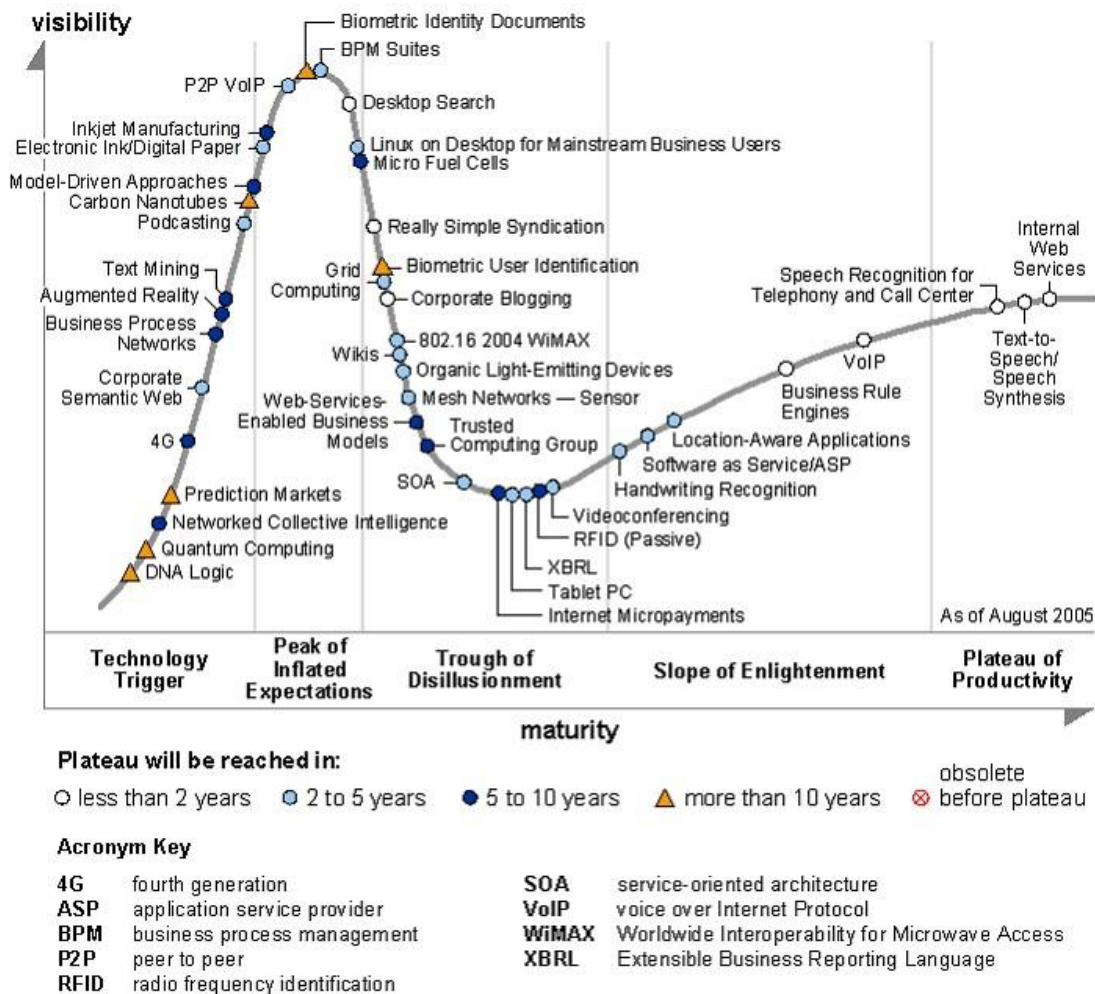 visibility
Biometric Identity Documents
BPM Suites
P2P VoIP
Desktop Search
Inkjet Manufacturing
Electronic Ink/Digital Paper
Linux on Desktop for Mainstream Business Users
Micro Fuel Cells
Model-Driven Approaches
Carbon Nanotubes
Podcasting
Really Simple Syndication
Text Mining
Augmented Reality
Business Process
Networks
Grid
Computing
Biometric User Identification
Corporate Blogging
Internal
Web
Services
Speech Recognition for
Telephony and Call Center
Text-to-
Speech/
Speech
Synthesis
802.16 2004 WiMAX
Wikis
Organic Light-Emitting Devices
VoIP
Business Rule
Engines
Corporate
Semantic Web
Mesh Networks — Sensor
Web-Services-
Enabled Business
Models
Trusted
Computing Group
4G
Location-Aware Applications
Software as Service/ASP
Handwriting Recognition
SOA
Prediction Markets
Networked Collective Intelligence
Quantum Computing
DNA Logic
Videoconferencing
RFID (Passive)
XBRL
Tablet PC
Internet Micropayments
As of August 2005
Technology
Trigger
Peak of
Inflated
Expectations
Trough of
Disillusionment
Slope of Enlightenment
Plateau of
Productivity
maturity
Plateau will be reached in:
less than 2 years
2 to 5 years
5 to 10 years
more than 10 years
obsolete
before plateau
Acronym Key
4G fourth generation
ASP application service provider
BPM business process management
P2P peer to peer
RFID radio frequency identification
SOA service-oriented architecture
VoIP voice over Internet Protocol
WiMAX Worldwide Interoperability for Microwave Access
XBRL Extensible Business Reporting Language